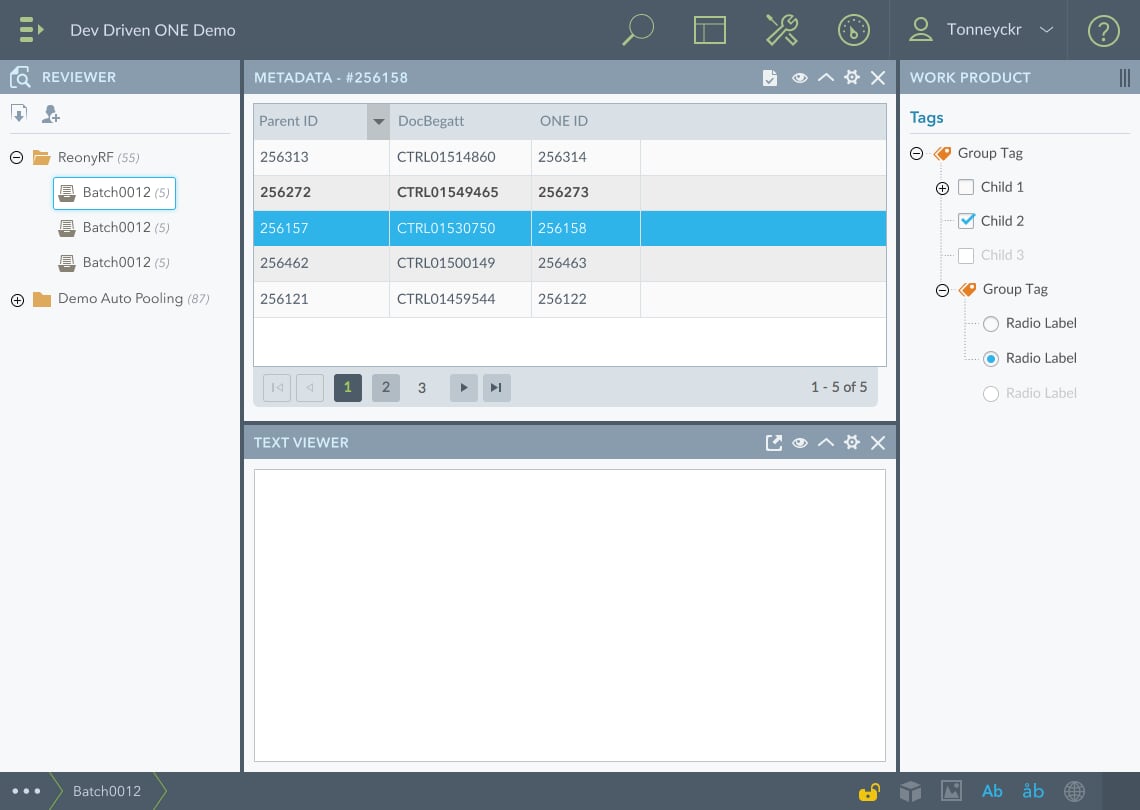 Dev Driven ONE Demo
Tonneyckr
?
REVIEWER
ReonyRF (55)
Batch0012 (5)
Batch0012 (5)
Batch0012 (5)
Demo Auto Pooling (87)
METADATA - #256158
Parent ID DocBegatt ONE ID
256313 CTRL01514860 256314
256272 CTRL01549465 256273
256157 CTRL01530750 256158
256462 CTRL01500149 256463
256121 CTRL01459544 256122
1 2 3 1 - 5 of 5
TEXT VIEWER
WORK PRODUCT
Tags
Group Tag
Child 1
Child 2
Child 3
Group Tag
Radio Label
Radio Label
Radio Label
Batch0012
Ab åb